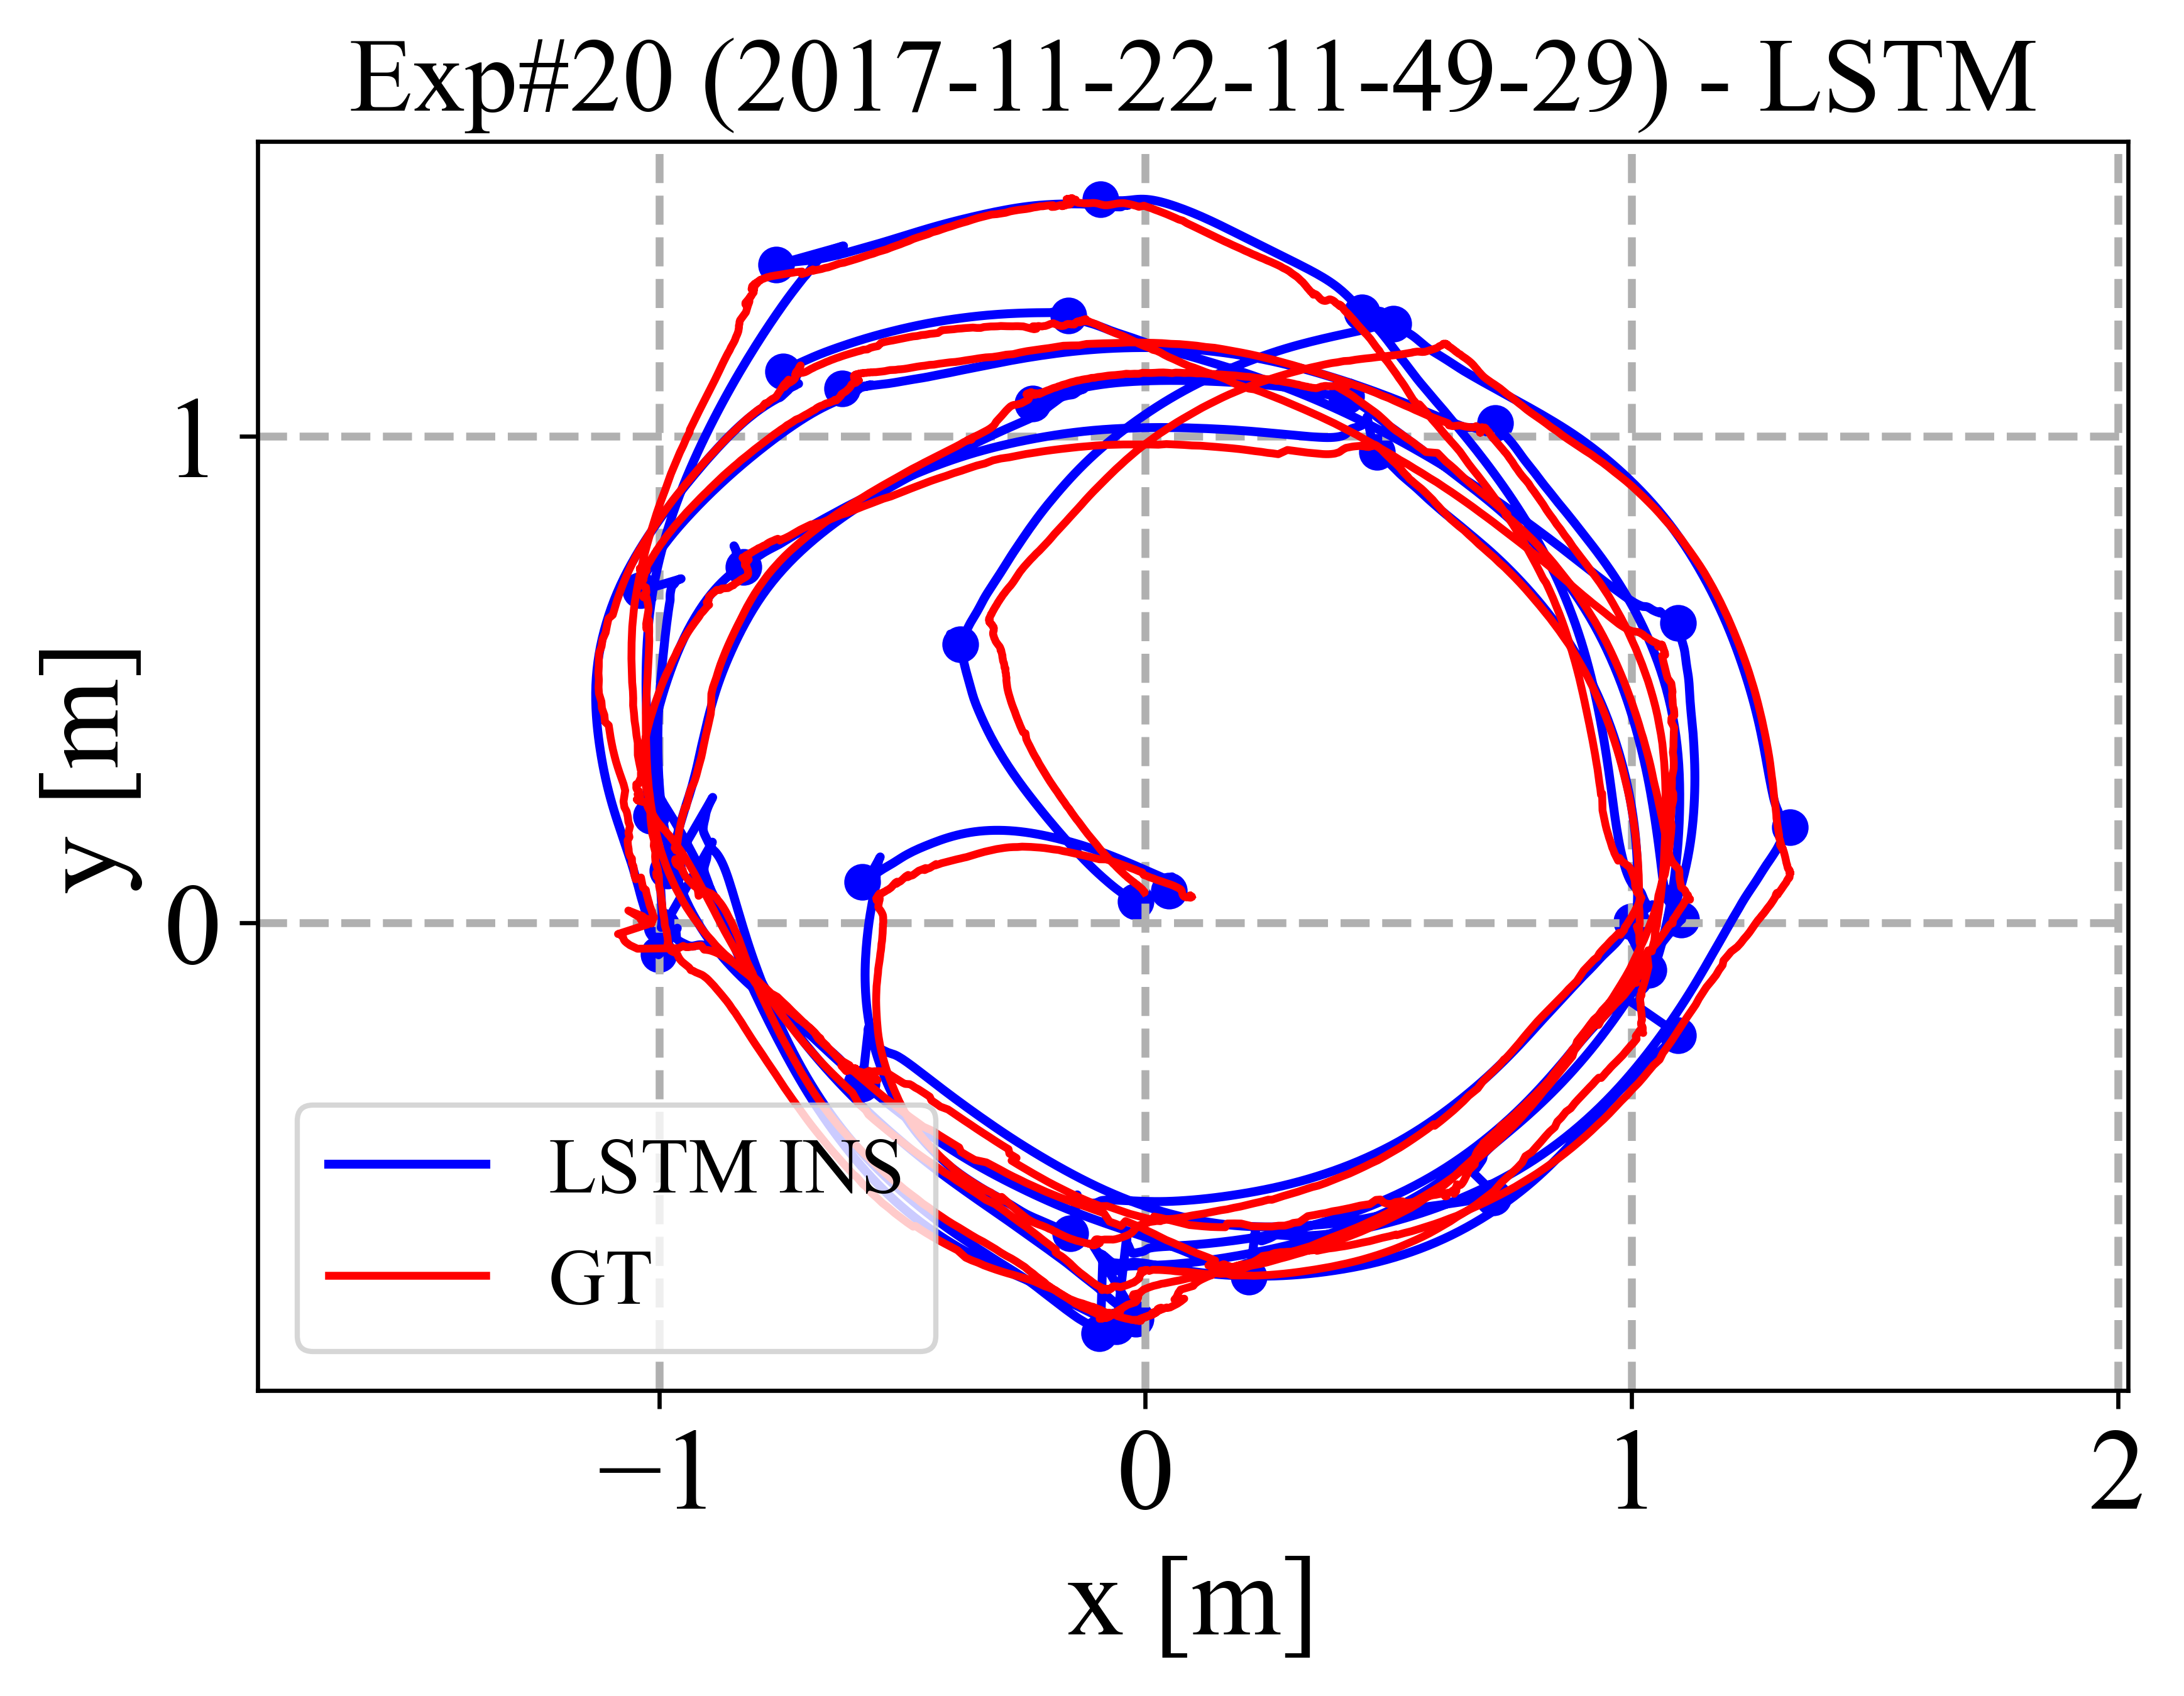 Exp#20 (2017-11-22-11-49-29) - LSTM
y [m]
1
0
LSTM INS
GT
−1 0 1 2
x [m]